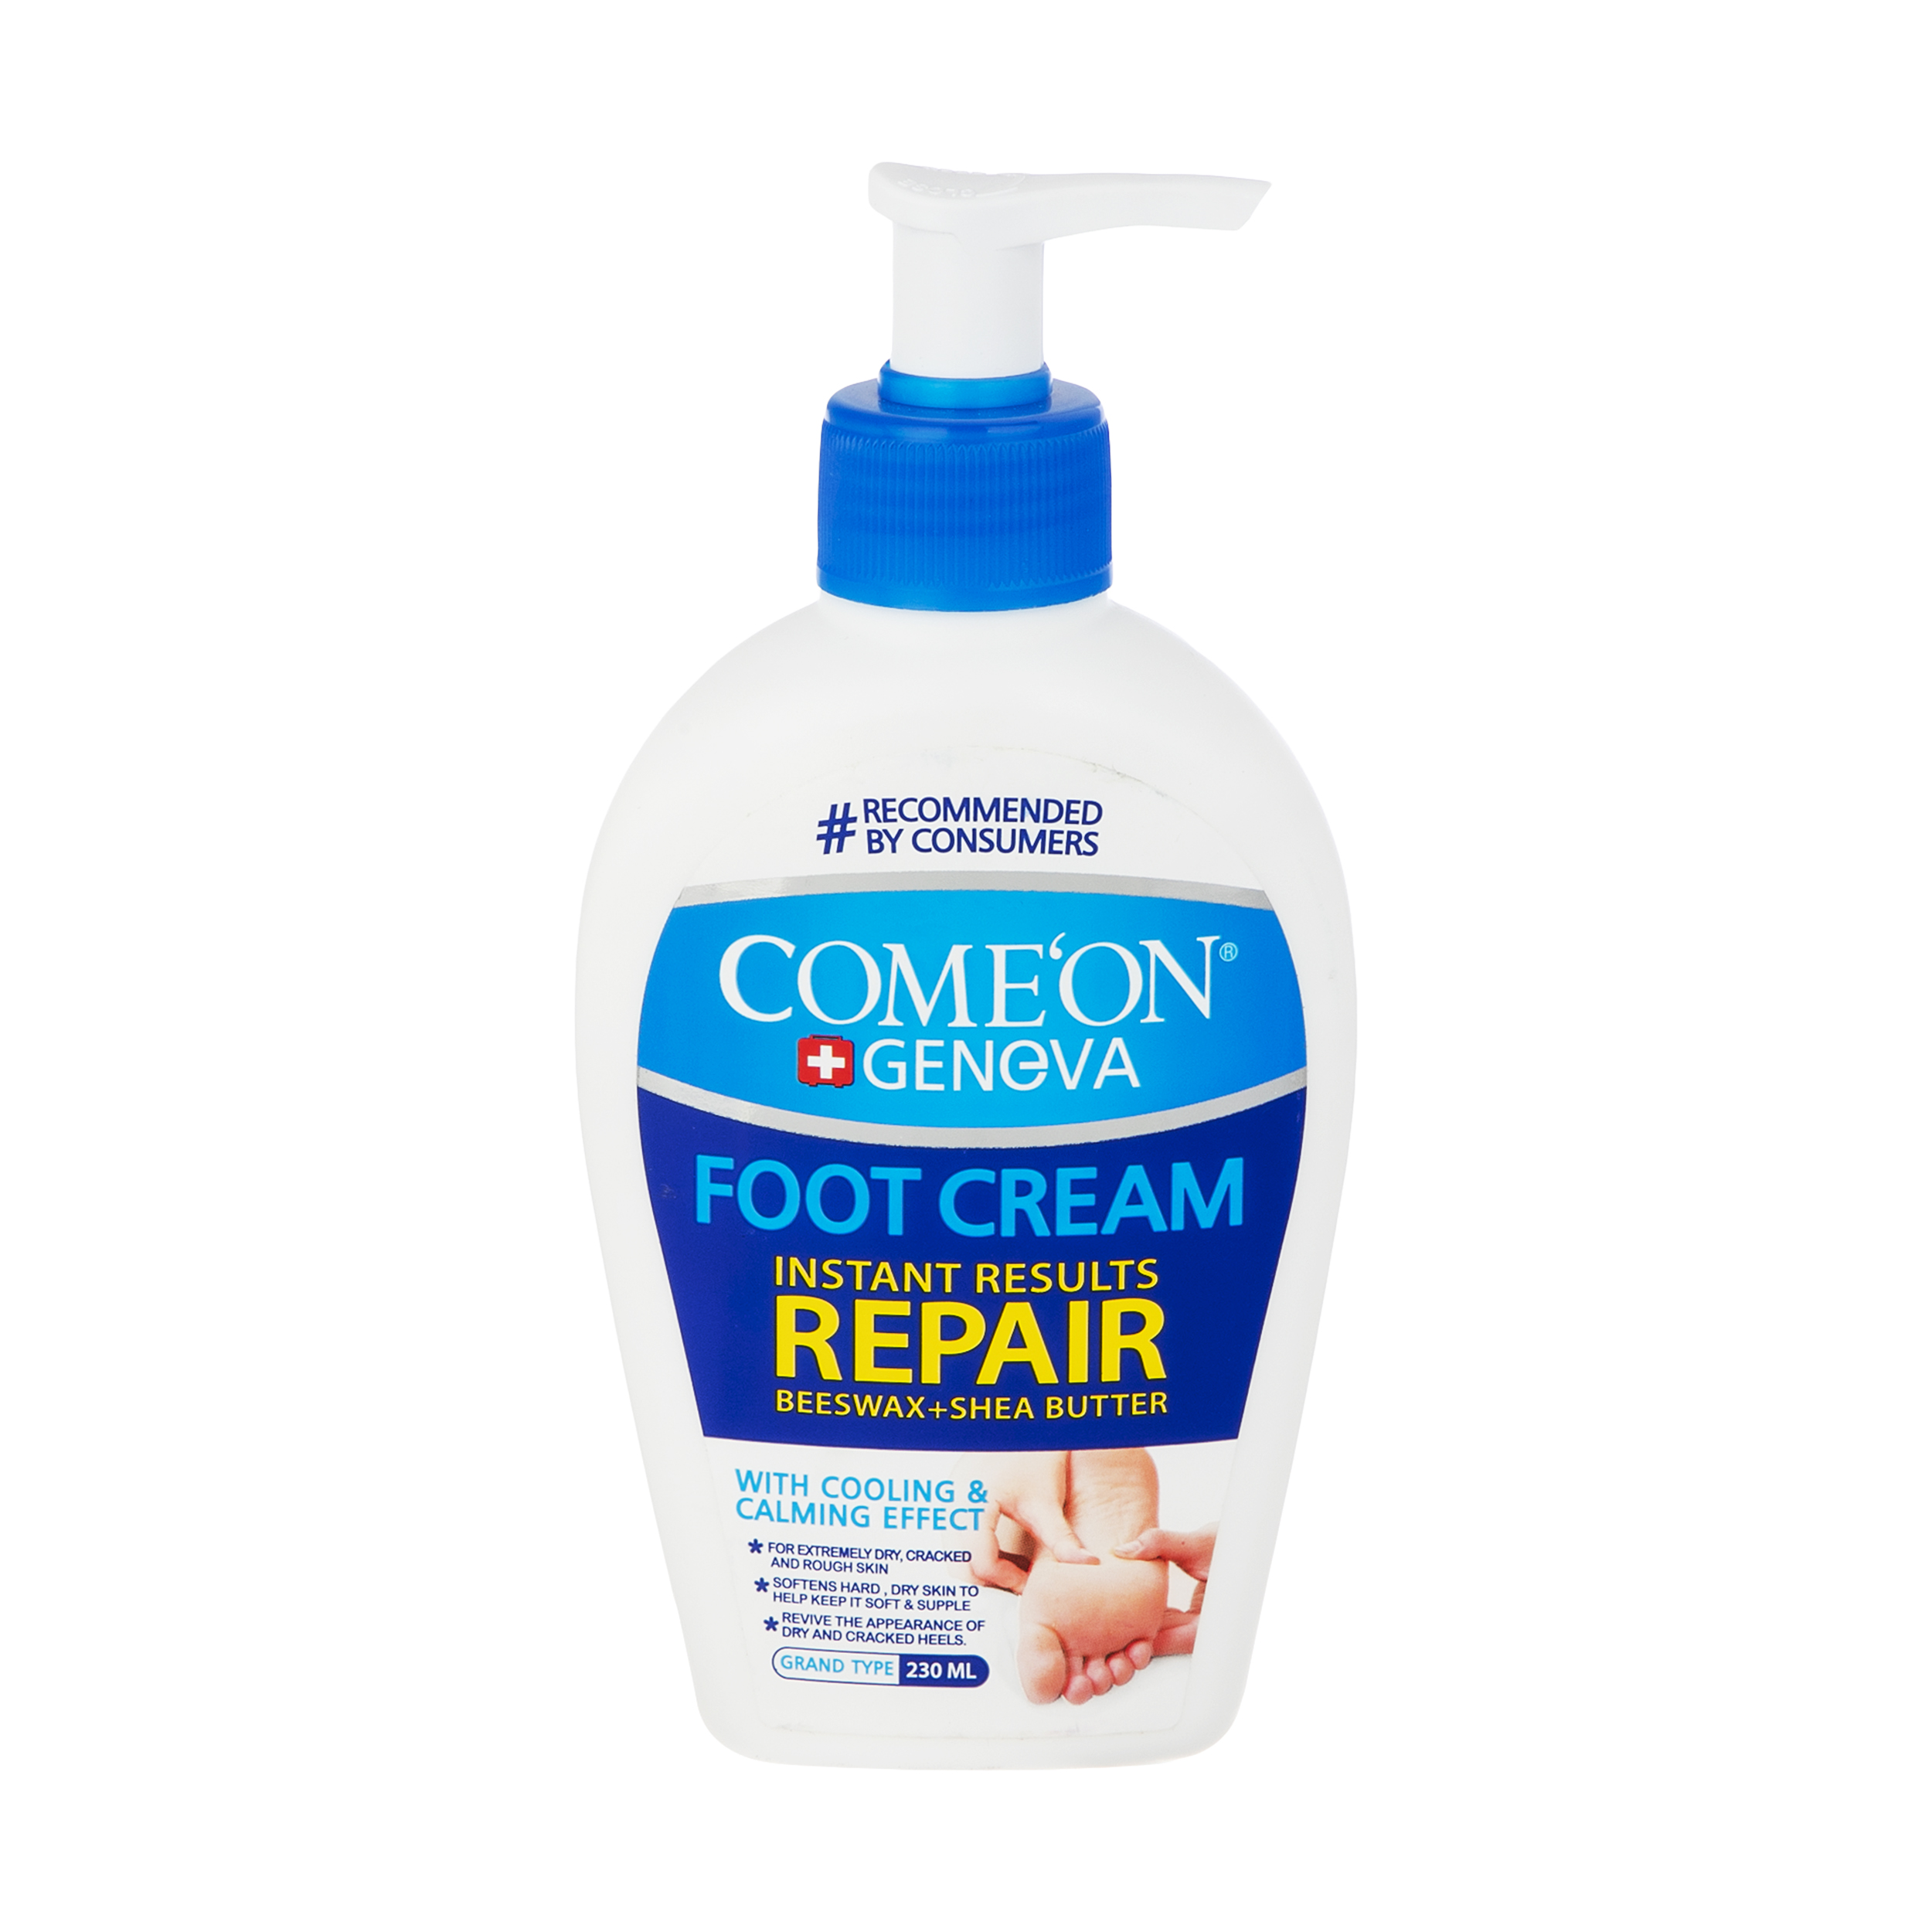 #RECOMMENDED
BY CONSUMERS
COME‘ON®
GENeVA
FOOT CREAM
INSTANT RESULTS
REPAIR
BEESWAX+SHEA BUTTER
WITH COOLING &
CALMING EFFECT
* FOR EXTREMELY DRY, CRACKED
AND ROUGH SKIN
* SOFTENS HARD , DRY SKIN TO
HELP KEEP IT SOFT & SUPPLE
* REVIVE THE APPEARANCE OF
DRY AND CRACKED HEELS.
GRAND TYPE 230 ML